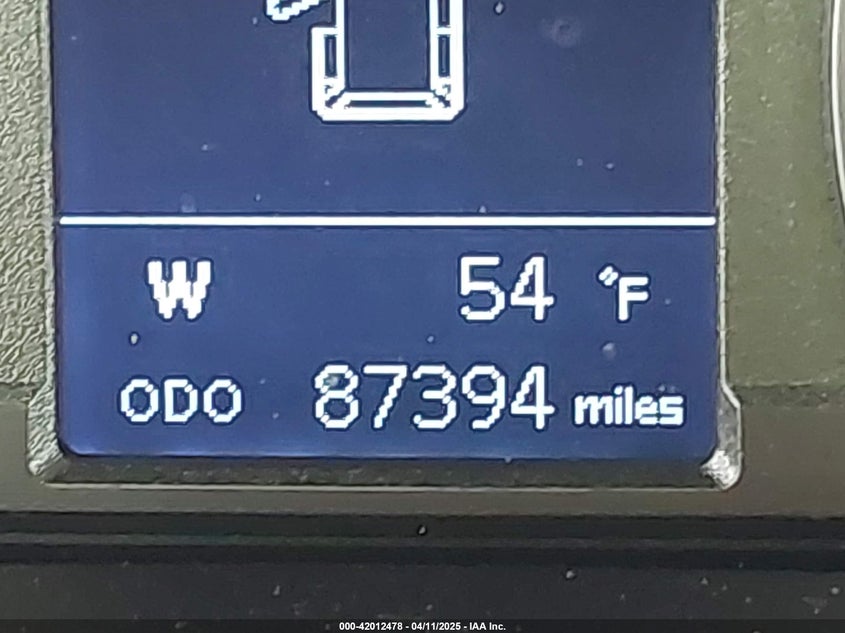 W 54 °F
ODO 87394 miles
000-42012478 - 04/11/2025 - IAA Inc.